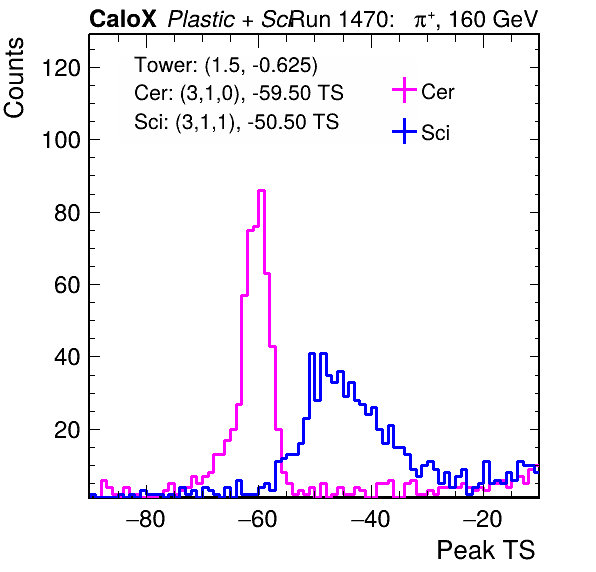 CaloX Plastic + Sci Run 1470: π⁺, 160 GeV
Counts
Tower: (1.5, -0.625)
Cer: (3,1,0), -59.50 TS
Sci: (3,1,1), -50.50 TS
Cer
Sci
120
100
80
60
40
20
−80 −60 −40 −20
Peak TS